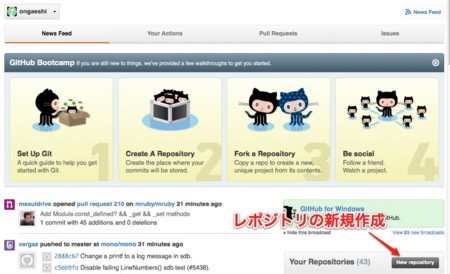 ongaeshi
News Feed
News Feed
Your Actions
Pull Requests
Issues
GitHub Bootcamp If you are still new to things, we've provided a few walkthroughs to get you started.
1
Set Up Git
A quick guide to help you get started with Git.
2
Create A Repository
Create the place where your commits will be stored.
3
Fork a Repository
Copy a repo to create a new, unique project from its contents.
4
Be social
Follow a friend. Watch a project.
masuidrive opened pull request 210 on mruby/mruby 21 minutes ago
Add Module.const_defined? && _get && _set methods
1 commit with 45 additions and 0 deletions
vargaz pushed to master at mono/mono 31 minutes ago
2888c67 Change a printf to a log message in sdb.
Disable failing LineNumbers() sdb test (#5438).
GitHub for Windows
GitHub.
レポジトリの新規作成
hide this broadcast
View 63 new broadcasts
Your Repositories (43)
New repository